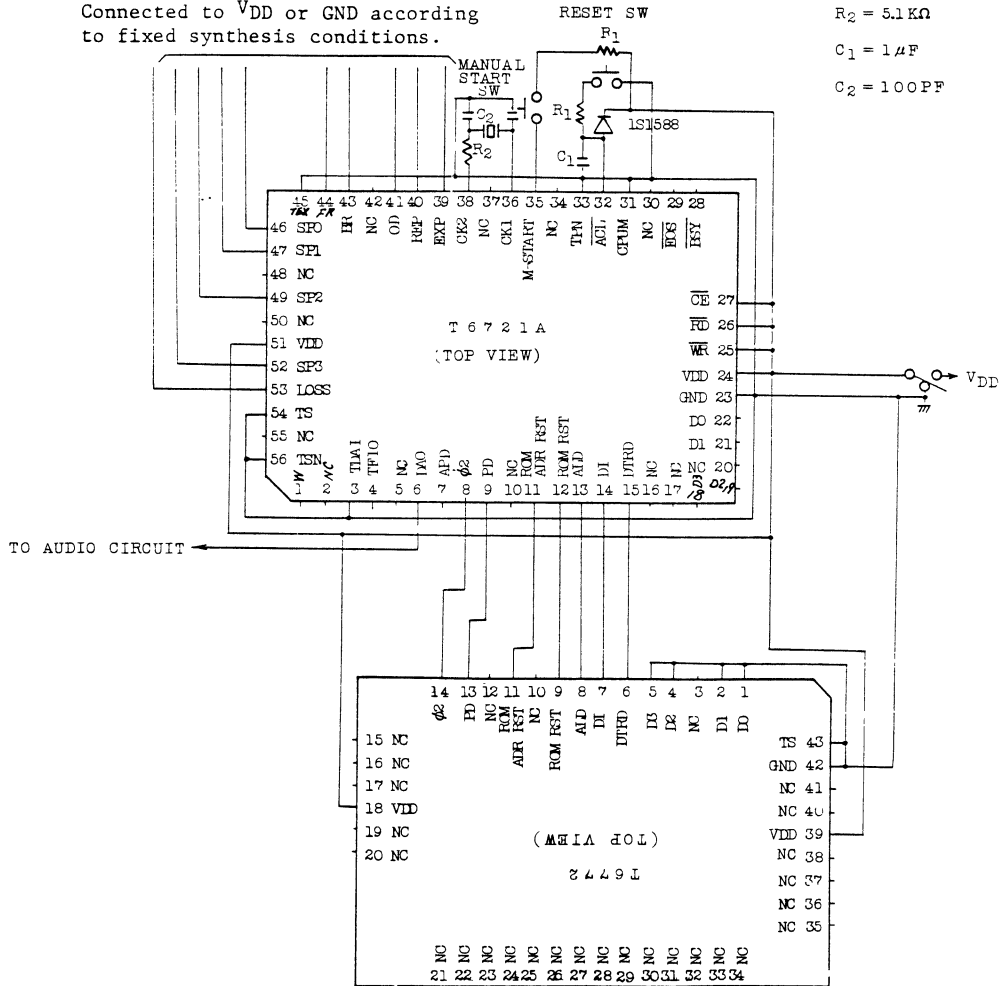 Connected to VDD or GND according
to fixed synthesis conditions.
RESET SW
R1
R2 = 5.1 KΩ
C1 = 1 μF
C2 = 100PF
MANUAL
START
SW
C2
R2
R1
1S1588
C1
45 44 43 42 41 40 39 38 37 36 35 34 33 32 31 30 29 28
FR BR NC OD REP EXP CK2 NC CK1 M-START NC TPN ACL CPUM NC EOS BSY
46 SP0
47 SP1
48 NC
49 SP2
50 NC
51 VDD
52 SP3
53 LOSS
54 TS
55 NC
56 TSN
T6721A
(TOP VIEW)
CE 27
RD 26
WR 25
VDD 24
GND 23
D0 22
D1 21
NC 20
VDD
W NC TDAI TFIO NC DAO APD φ2 PD NC ROM ADR RST ROM RST ALD DI DTRD NC NC D3 D2
1 2 3 4 5 6 7 8 9 10 11 12 13 14 15 16 17 18 19
TO AUDIO CIRCUIT
14 13 12 11 10 9 8 7 6 5 4 3 2 1
φ2 PD NC ROM ADR RST NC ROM RST ALD DI DTRD D3 D2 NC D1 D0
15 NC
16 NC
17 NC
18 VDD
19 NC
20 NC
(TOP VIEW)
T6772
TS 43
GND 42
NC 41
NC 40
VDD 39
NC 38
NC 37
NC 36
NC 35
NC NC NC NC NC NC NC NC NC NC NC NC NC NC
21 22 23 24 25 26 27 28 29 30 31 32 33 34